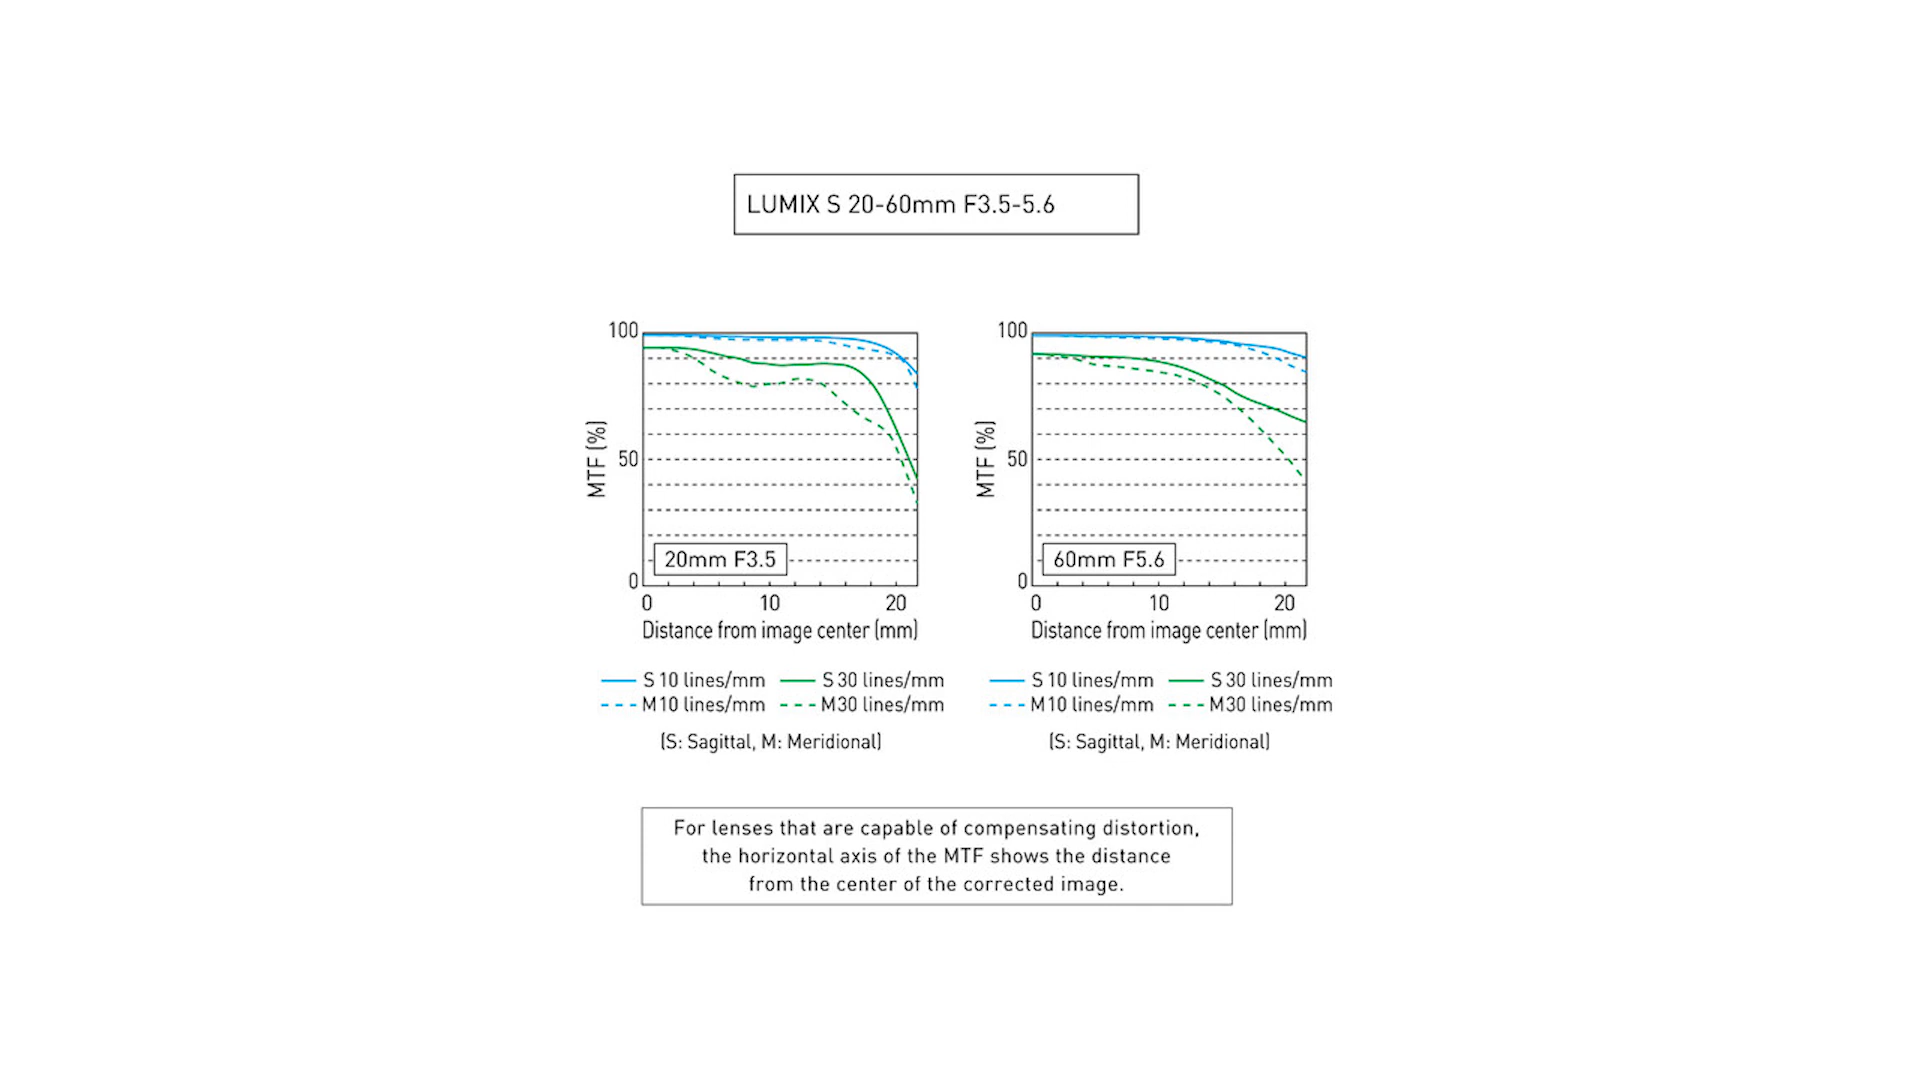 LUMIX S 20-60mm F3.5-5.6
100
50
0
MTF (%)
20mm F3.5
0 10 20
Distance from image center (mm)
S 10 lines/mm S 30 lines/mm
M10 lines/mm M30 lines/mm
(S: Sagittal, M: Meridional)
100
50
0
MTF (%)
60mm F5.6
0 10 20
Distance from image center (mm)
S 10 lines/mm S 30 lines/mm
M10 lines/mm M30 lines/mm
(S: Sagittal, M: Meridional)
For lenses that are capable of compensating distortion,
the horizontal axis of the MTF shows the distance
from the center of the corrected image.